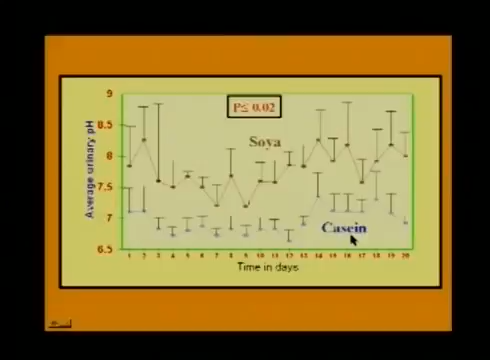 9
P≤ 0.02
8.5
Soya
8
Average urinary pH
7.5
7
Casein
6.5
1 2 3 4 5 6 7 8 9 10 11 12 13 14 15 16 17 18 19 20
Time in days